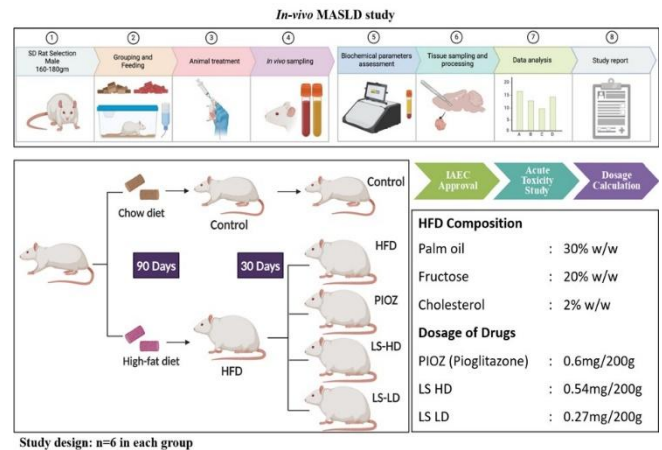 In-vivo MASLD study
1
SD Rat Selection
Male
160-180gm
2
Grouping and
Feeding
3
Animal treatment
4
In vivo sampling
5
Biochemical parameters
assessment
6
Tissue sampling and
processing
7
Data analysis
20
15
10
5
0
A B C D
8
Study report
Chow diet
Control
Control
90 Days
30 Days
High-fat diet
HFD
HFD
PIOZ
LS-HD
LS-LD
IAEC
Approval
Acute
Toxicity
Study
Dosage
Calculation
HFD Composition
Palm oil : 30% w/w
Fructose : 20% w/w
Cholesterol : 2% w/w
Dosage of Drugs
PIOZ (Pioglitazone) : 0.6mg/200g
LS HD : 0.54mg/200g
LS LD : 0.27mg/200g
Study design: n=6 in each group